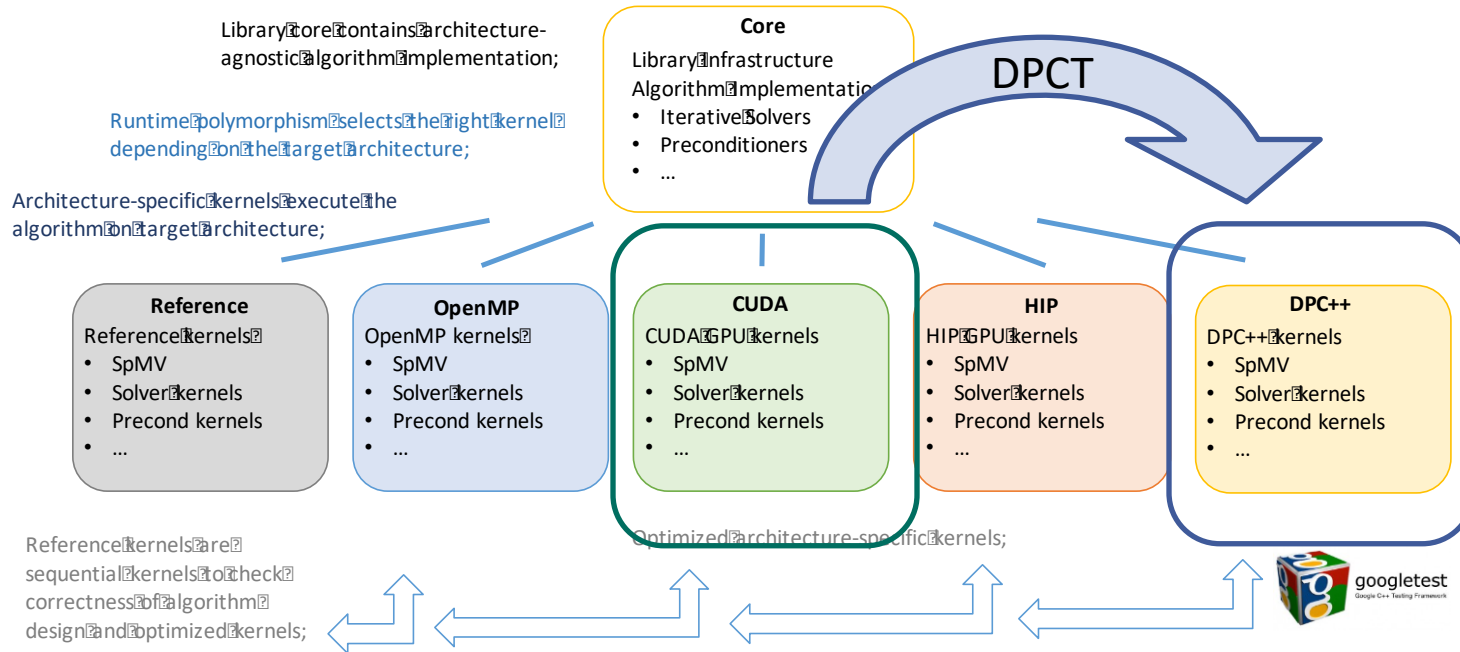 Library core contains architecture-
agnostic algorithm implementation;
Runtime polymorphism selects the right kernel
depending on the target architecture;
Architecture-specific kernels execute the
algorithm on target architecture;
Core
Library Infrastructure
Algorithm Implementation
• Iterative Solvers
• Preconditioners
• ...
DPCT
Reference
Reference kernels
• SpMV
• Solver kernels
• Precond kernels
• ...
OpenMP
OpenMP kernels
• SpMV
• Solver kernels
• Precond kernels
• ...
CUDA
CUDA GPU kernels
• SpMV
• Solver kernels
• Precond kernels
• ...
HIP
HIP GPU kernels
• SpMV
• Solver kernels
• Precond kernels
• ...
DPC++
DPC++ kernels
• SpMV
• Solver kernels
• Precond kernels
• ...
Reference kernels are
sequential kernels to check
correctness of algorithm
design and optimized kernels;
Optimized architecture-specific kernels;
googletest
Google C++ Testing Framework